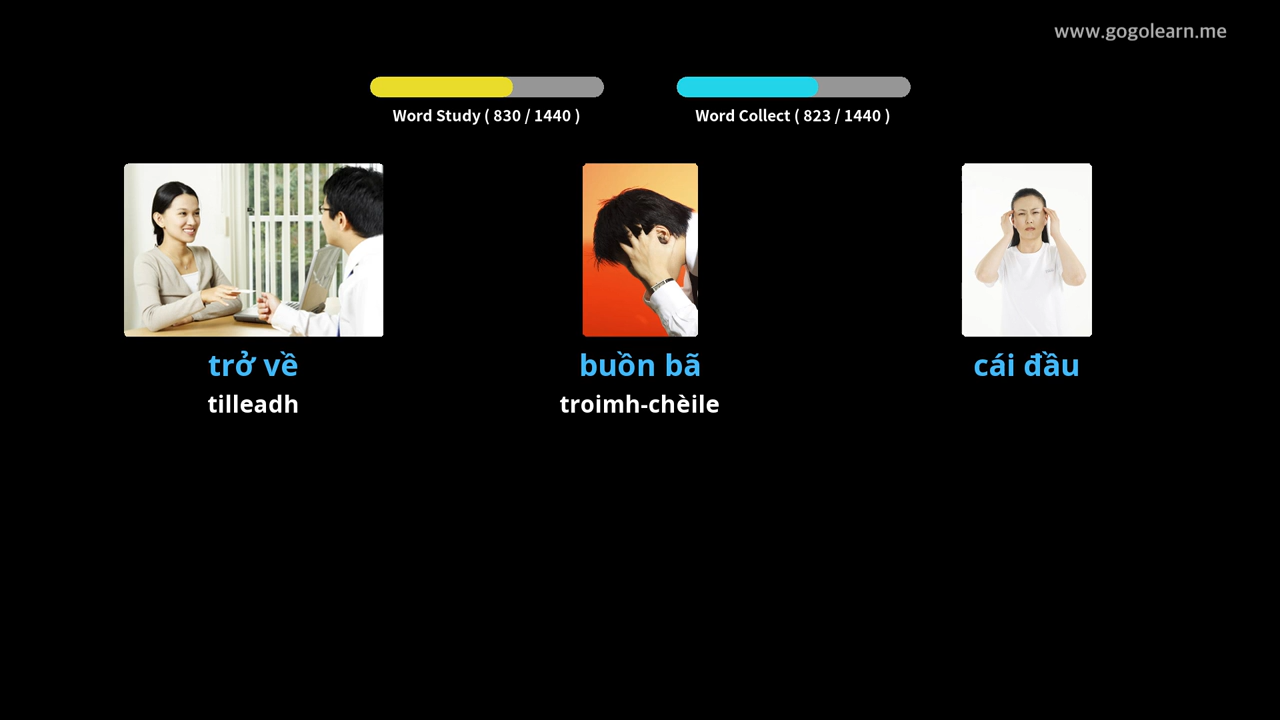 www.gogolearn.me
Word Study ( 830 / 1440 )
Word Collect ( 823 / 1440 )
trở về
tilleadh
buồn bã
troimh-chèile
cái đầu